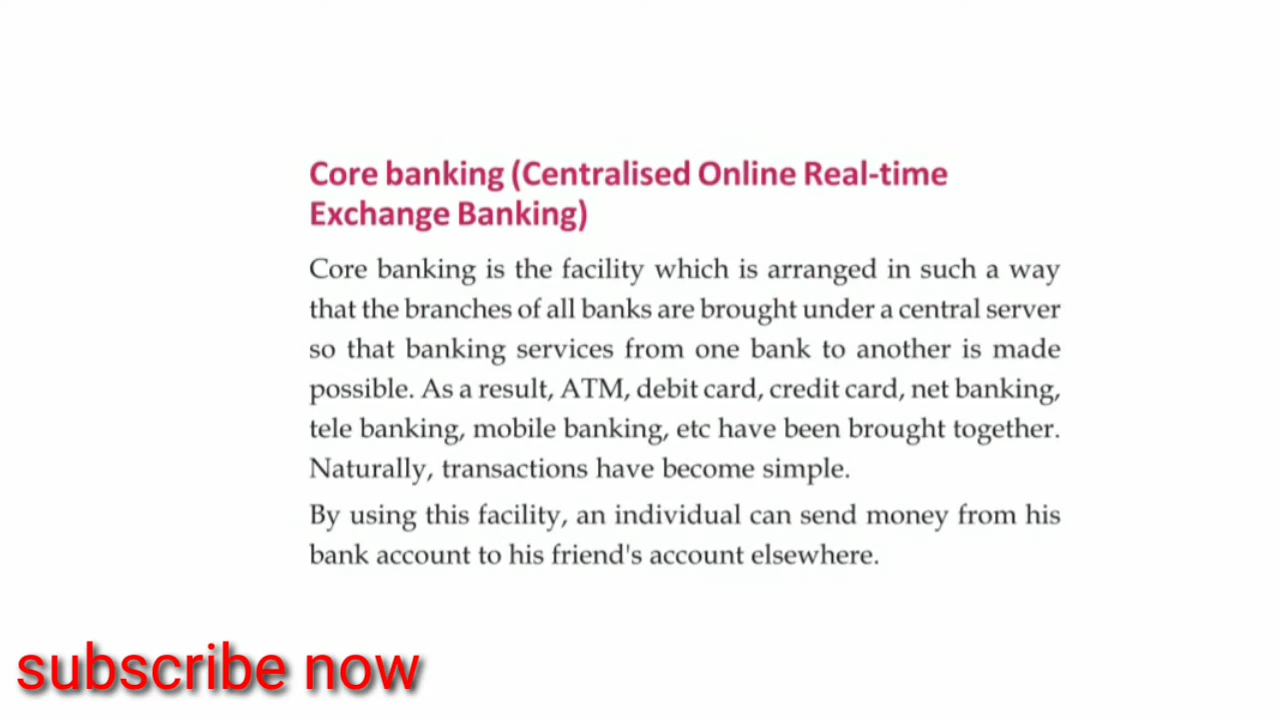 Core banking (Centralised Online Real-time
Exchange Banking)
Core banking is the facility which is arranged in such a way
that the branches of all banks are brought under a central server
so that banking services from one bank to another is made
possible. As a result, ATM, debit card, credit card, net banking,
tele banking, mobile banking, etc have been brought together.
Naturally, transactions have become simple.
By using this facility, an individual can send money from his
bank account to his friend's account elsewhere.
subscribe now